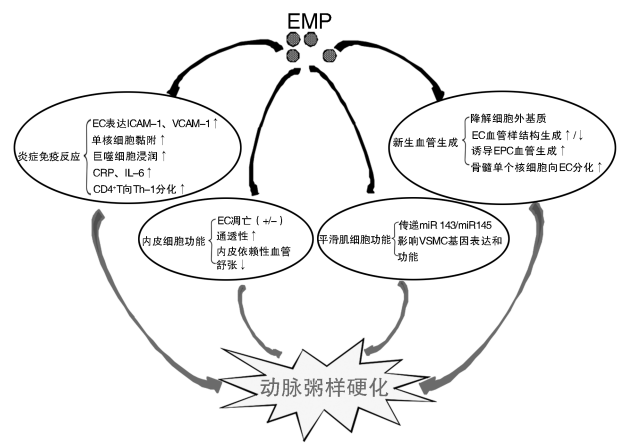 EMP
炎症免疫反应
EC表达ICAM-1、VCAM-1↑
单核细胞黏附↑
巨噬细胞浸润↑
CRP、IL-6↑
CD4⁺T向Th-1分化↑
新生血管生成
降解细胞外基质
EC血管样结构生成↑/↓
诱导EPC血管生成↑
骨髓单个核细胞向EC分化↑
内皮细胞功能
EC凋亡(+/-)
通透性↑
内皮依赖性血管
舒张↓
平滑肌细胞功能
传递miR 143/miR145
影响VSMC基因表达和
功能
动脉粥样硬化